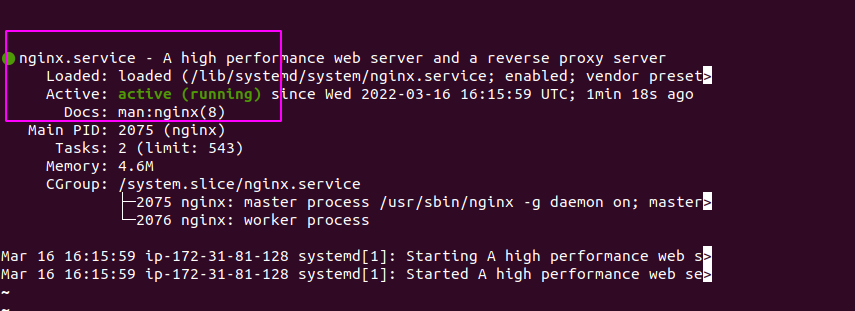 ● nginx.service - A high performance web server and a reverse proxy server
Loaded: loaded (/lib/systemd/system/nginx.service; enabled; vendor preset>
Active: active (running) since Wed 2022-03-16 16:15:59 UTC; 1min 18s ago
Docs: man:nginx(8)
Main PID: 2075 (nginx)
Tasks: 2 (limit: 543)
Memory: 4.6M
CGroup: /system.slice/nginx.service
├─2075 nginx: master process /usr/sbin/nginx -g daemon on; master>
└─2076 nginx: worker process
Mar 16 16:15:59 ip-172-31-81-128 systemd[1]: Starting A high performance web s>
Mar 16 16:15:59 ip-172-31-81-128 systemd[1]: Started A high performance web se>
~
~